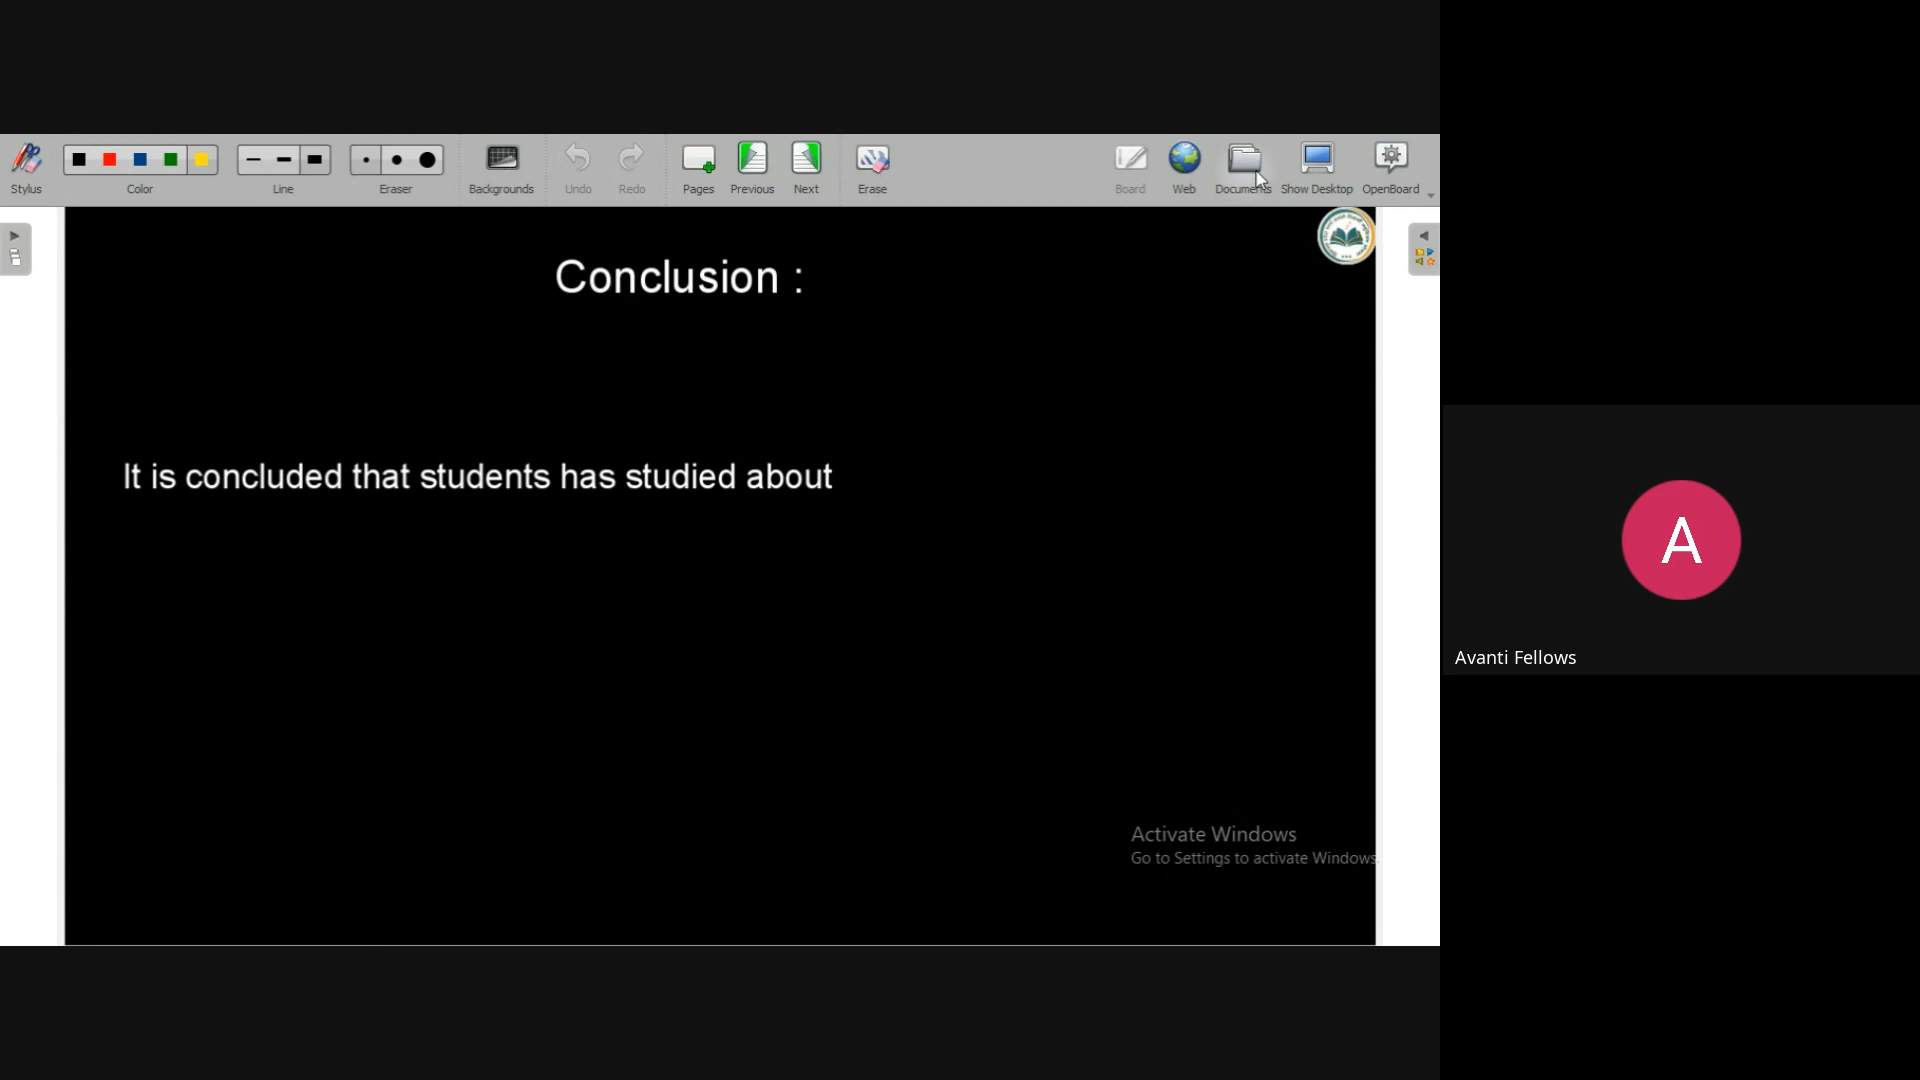 Stylus
Color
Line
Eraser
Backgrounds
Undo
Redo
Pages
Previous
Next
Erase
Board
Web
Documents
Show Desktop
OpenBoard
Conclusion :
It is concluded that students has studied about
A
Avanti Fellows
Activate Windows
Go to Settings to activate Windows.